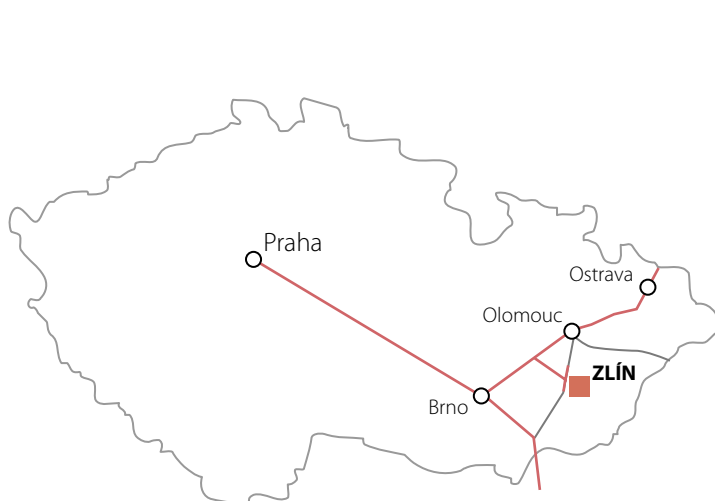 Praha
Ostrava
Olomouc
ZLÍN
Brno